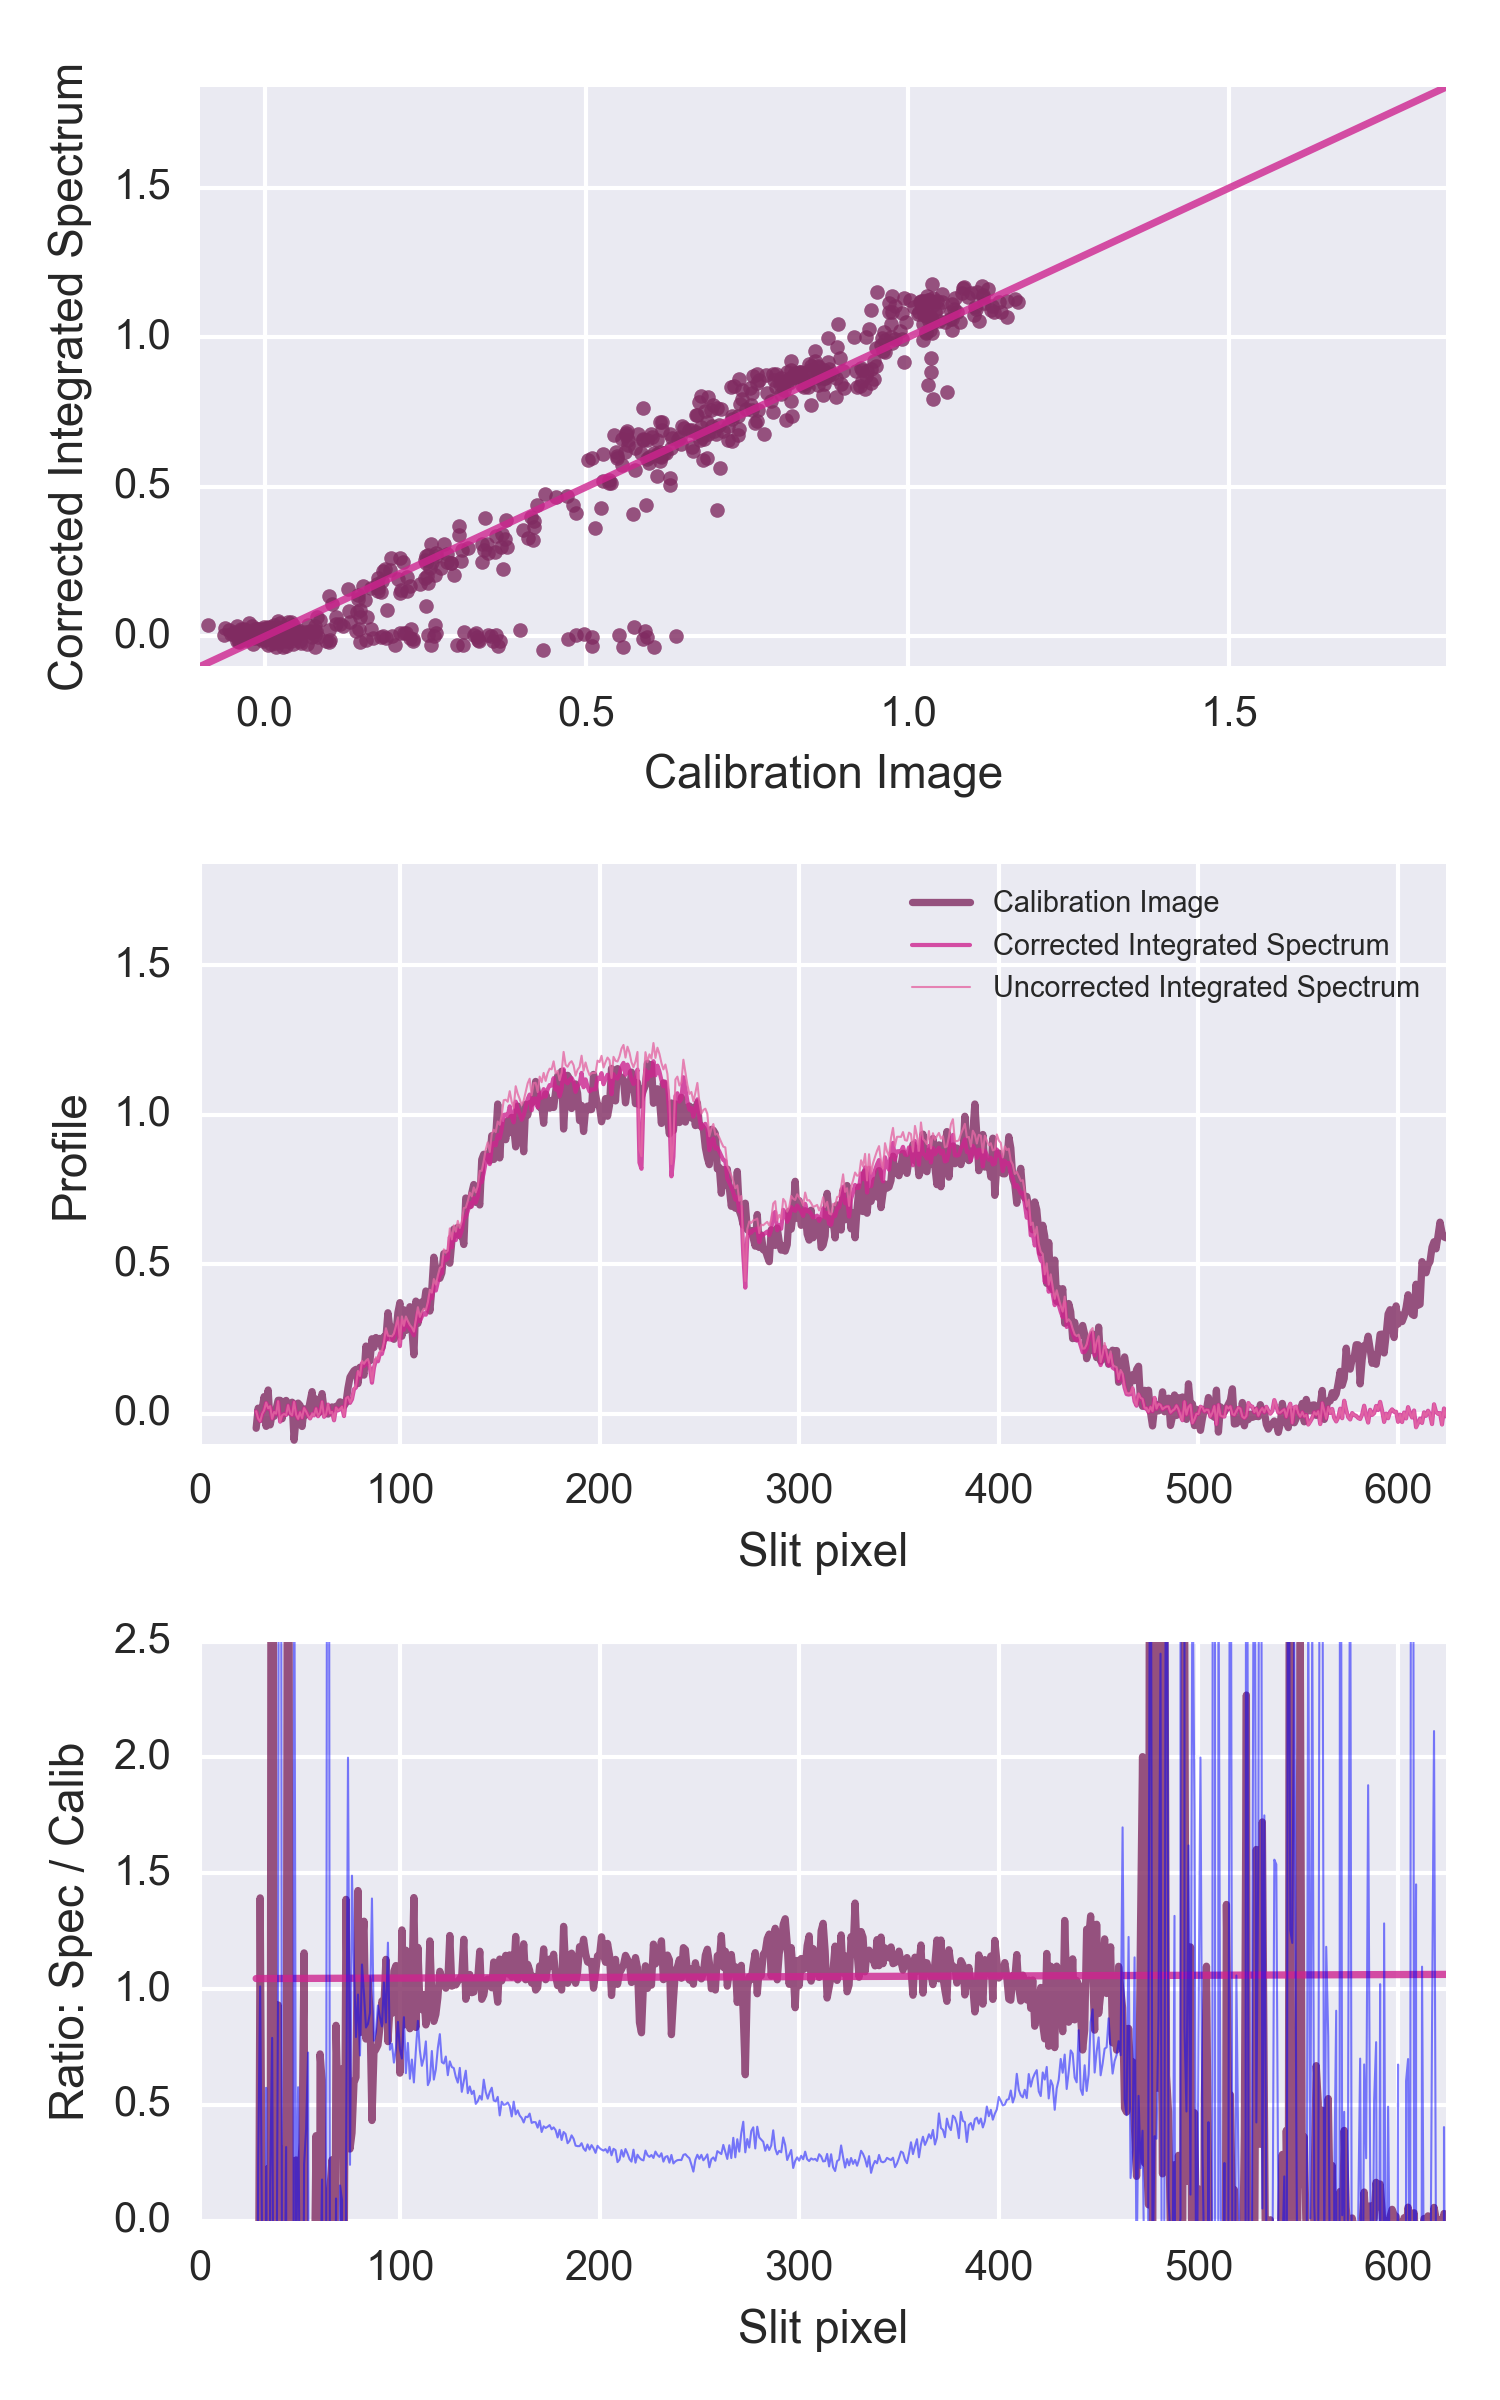 Corrected Integrated Spectrum
1.5
1.0
0.5
0.0
0.0 0.5 1.0 1.5
Calibration Image
Profile
1.5
1.0
0.5
0.0
Calibration Image
Corrected Integrated Spectrum
Uncorrected Integrated Spectrum
0 100 200 300 400 500 600
Slit pixel
Ratio: Spec / Calib
2.5
2.0
1.5
1.0
0.5
0.0
0 100 200 300 400 500 600
Slit pixel